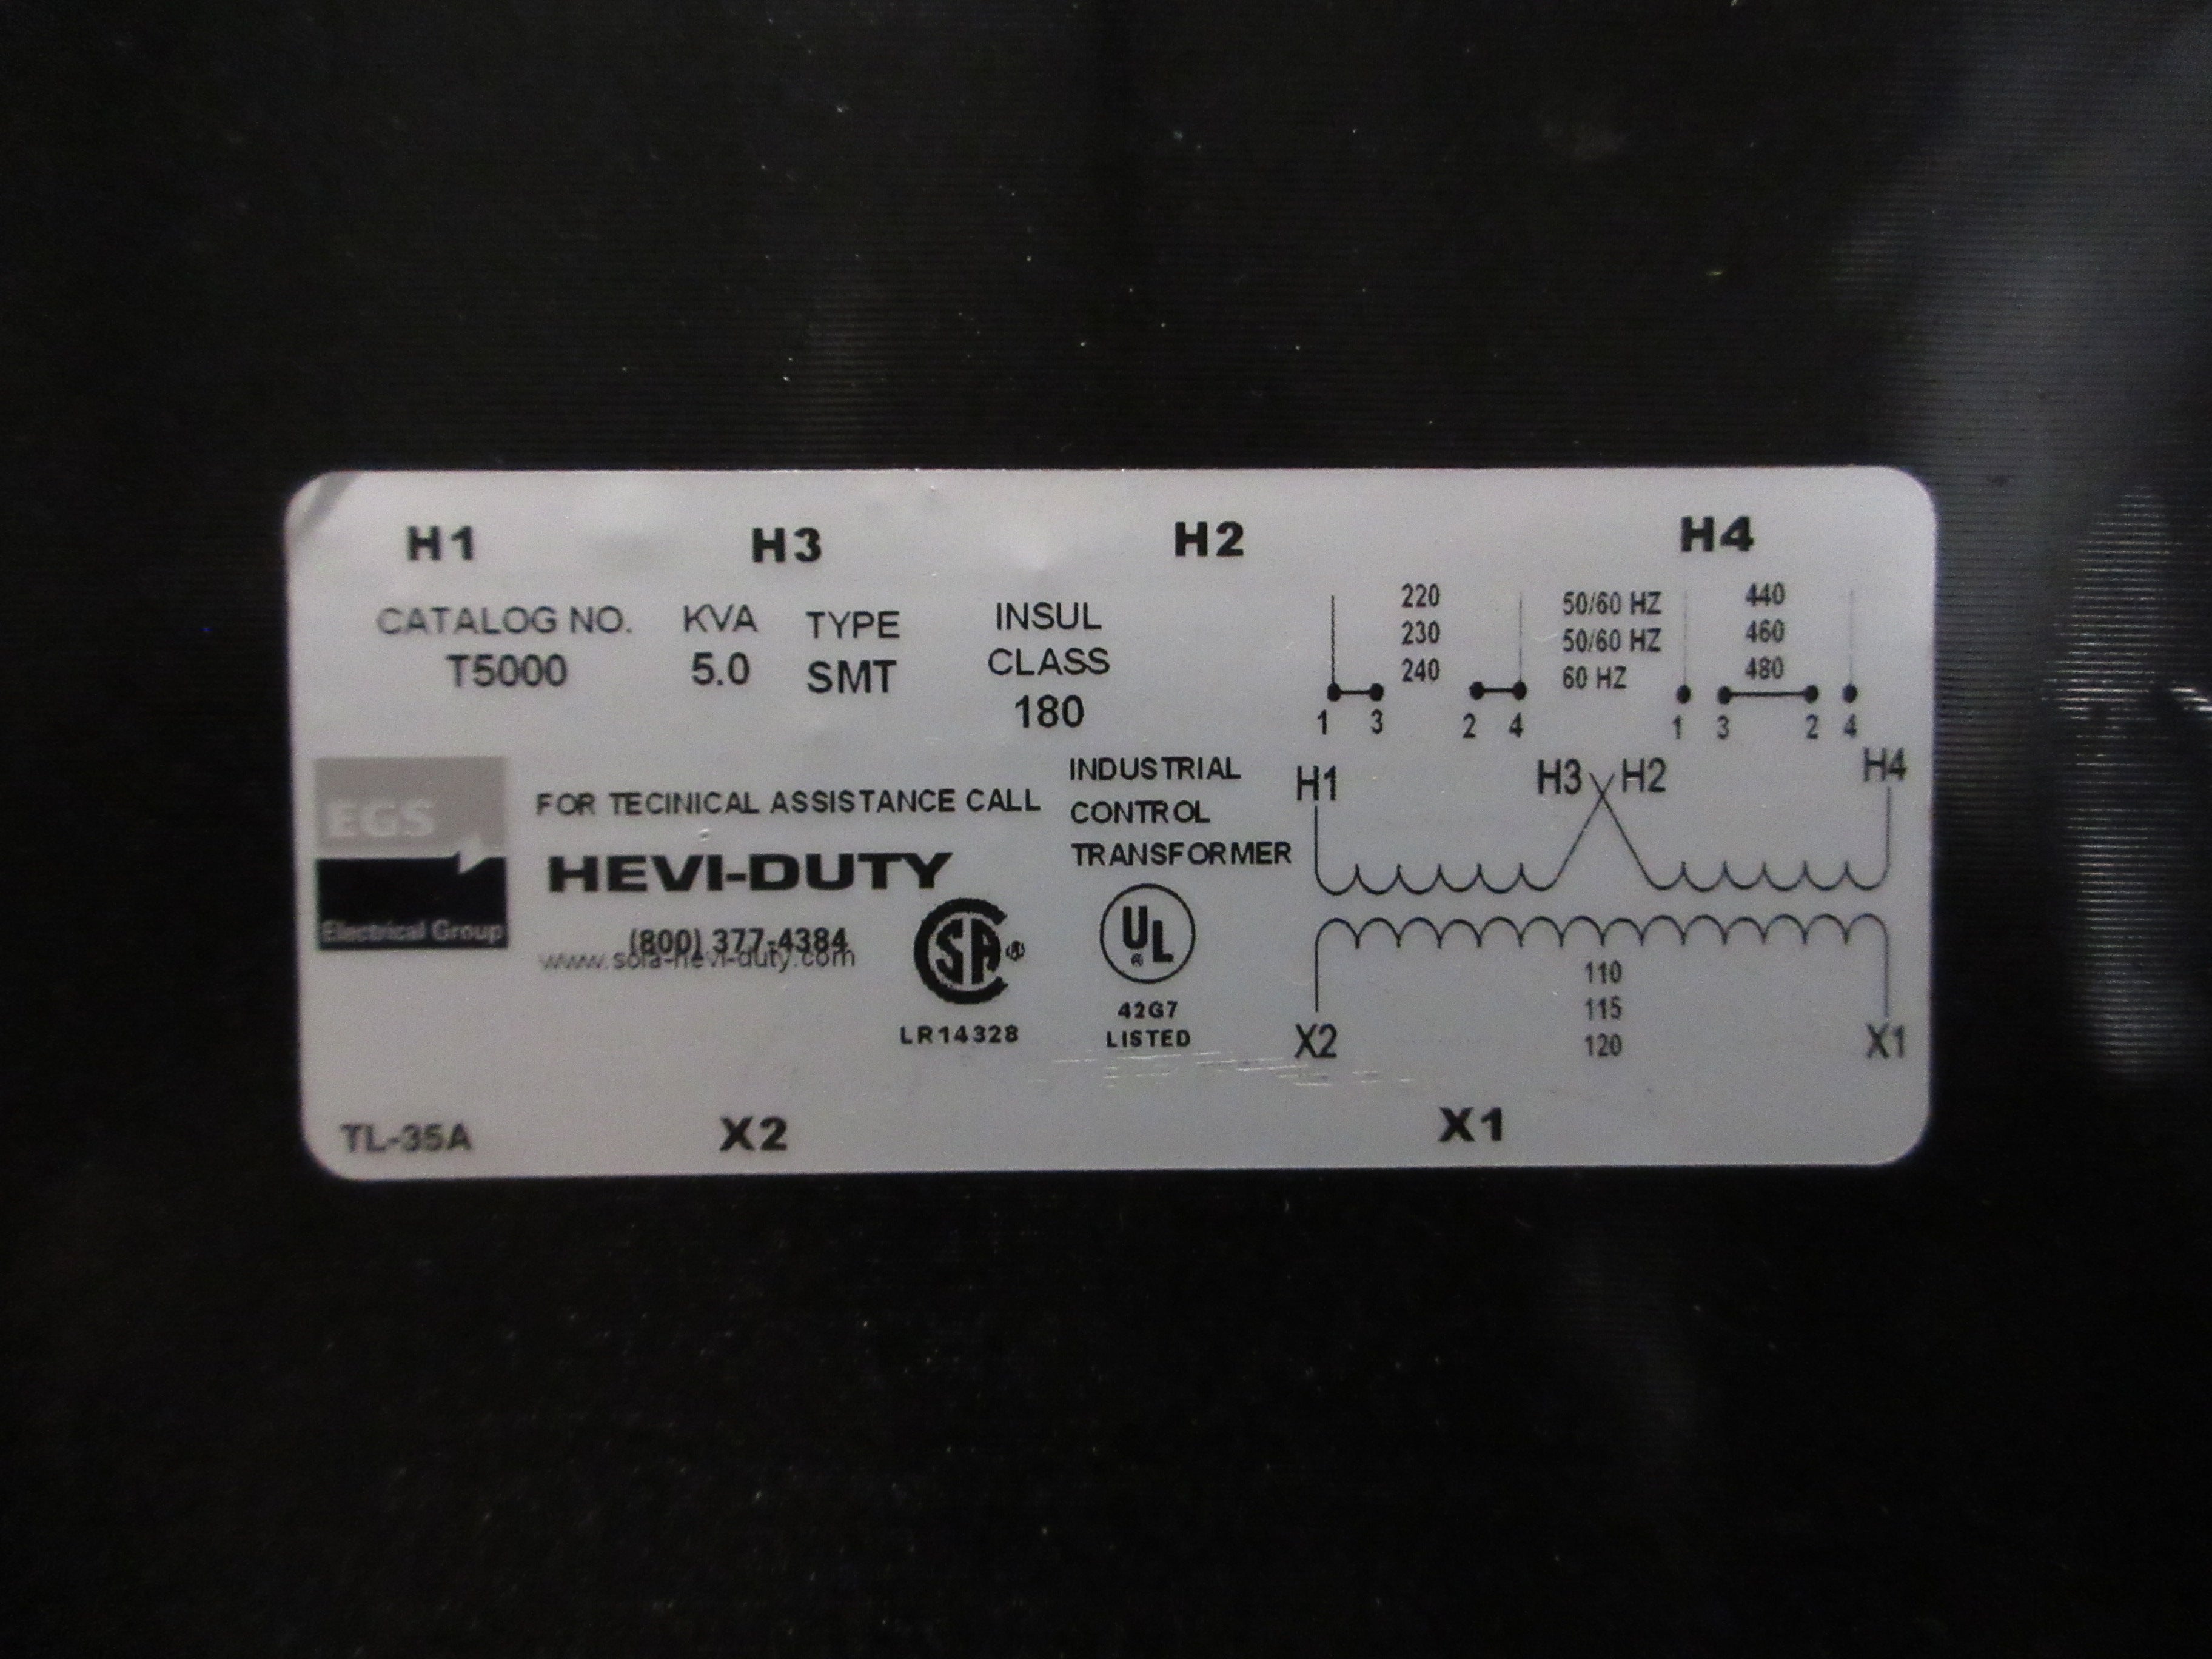 H1 H3 H2 H4
CATALOG NO. KVA TYPE INSUL
CLASS
T5000 5.0 SMT
180
220 50/60 HZ 440
230 50/60 HZ 460
240 60 HZ 480
1 3 2 4 1 3 2 4
EGS
Electrical Group
FOR TECINICAL ASSISTANCE CALL
HEVI-DUTY
(800) 377-4384
www.sola-hevi-duty.com
INDUSTRIAL
CONTROL
TRANSFORMER
SA ®
LR14328
UL
®
42G7
LISTED
H1 H3 H2 H4
110
115
120
X2 X1
TL-35A X2 X1